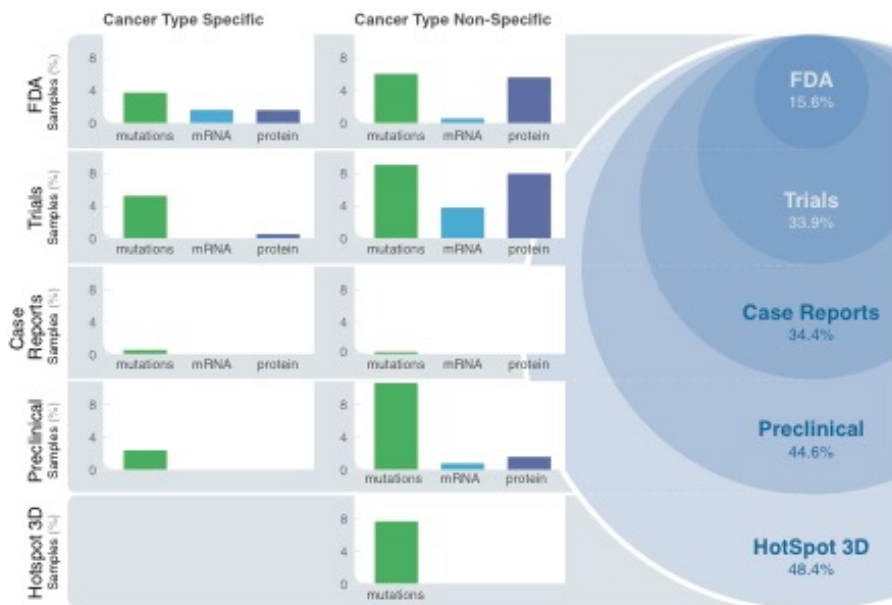 Cancer Type Specific
Cancer Type Non-Specific
FDA
Samples (%)
8
4
0
mutations mRNA protein
8
4
0
mutations mRNA protein
FDA
15.6%
Trials
Samples (%)
8
4
0
mutations mRNA protein
8
4
0
mutations mRNA protein
Trials
33.9%
Case
Reports
Samples (%)
8
4
0
mutations mRNA protein
8
4
0
mutations mRNA protein
Case Reports
34.4%
Preclinical
Samples (%)
8
4
0
8
4
0
mutations mRNA protein
Preclinical
44.6%
Hotspot 3D
Samples (%)
8
4
0
mutations
HotSpot 3D
48.4%